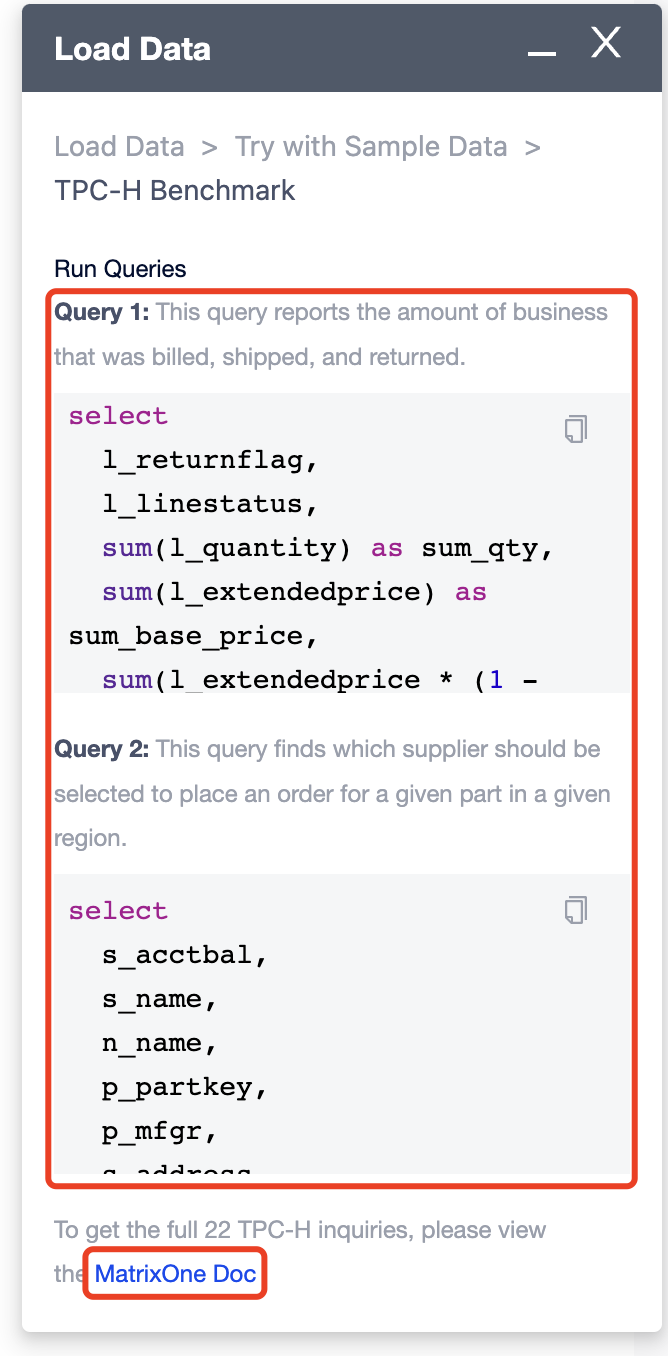 Load Data
Load Data > Try with Sample Data >
TPC-H Benchmark
Run Queries
Query 1: This query reports the amount of business
that was billed, shipped, and returned.
select
l_returnflag,
l_linestatus,
sum(l_quantity) as sum_qty,
sum(l_extendedprice) as
sum_base_price,
sum(l_extendedprice * (1 -
Query 2: This query finds which supplier should be
selected to place an order for a given part in a given
region.
select
s_acctbal,
s_name,
n_name,
p_partkey,
p_mfgr,
s_address
To get the full 22 TPC-H inquiries, please view
the MatrixOne Doc